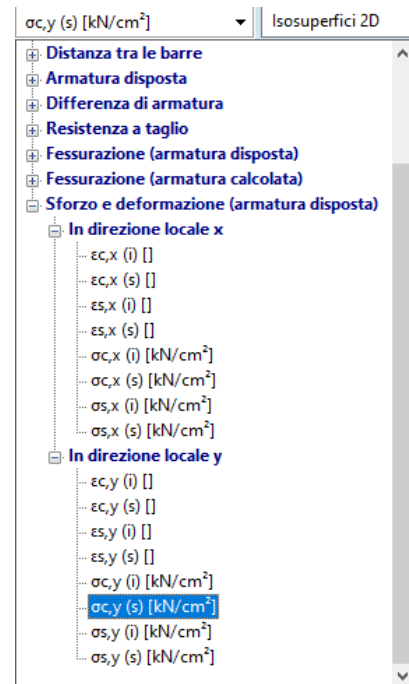 σc,y (s) [kN/cm²] Isosuperfici 2D
Distanza tra le barre
Armatura disposta
Differenza di armatura
Resistenza a taglio
Fessurazione (armatura disposta)
Fessurazione (armatura calcolata)
Sforzo e deformazione (armatura disposta)
In direzione locale x
εc,x (i) []
εc,x (s) []
εs,x (i) []
εs,x (s) []
σc,x (i) [kN/cm²]
σc,x (s) [kN/cm²]
σs,x (i) [kN/cm²]
σs,x (s) [kN/cm²]
In direzione locale y
εc,y (i) []
εc,y (s) []
εs,y (i) []
εs,y (s) []
σc,y (i) [kN/cm²]
σc,y (s) [kN/cm²]
σs,y (i) [kN/cm²]
σs,y (s) [kN/cm²]